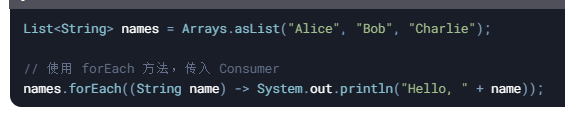 List<String> names = Arrays.asList("Alice", "Bob", "Charlie");
// 使用 forEach 方法，传入 Consumer
names.forEach((String name) -> System.out.println("Hello, " + name));